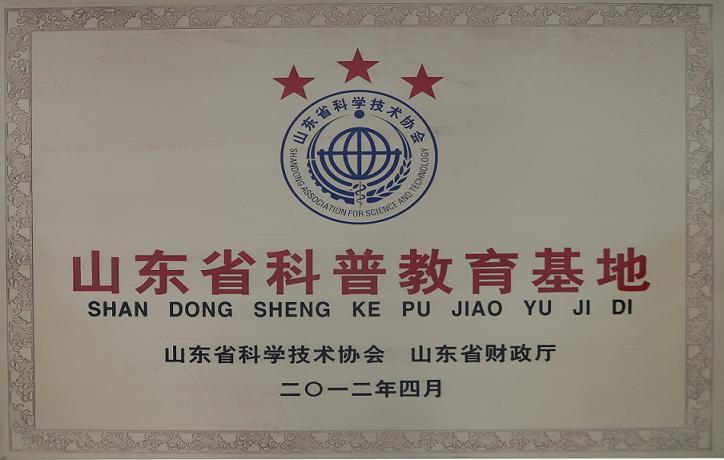 山东省科学技术协会
SHANDONG ASSOCIATION FOR SCIENCE AND TECHNOLOGY
山东省科普教育基地
SHAN DONG SHENG KE PU JIAO YU JI DI
山东省科学技术协会 山东省财政厅
二〇一二年四月